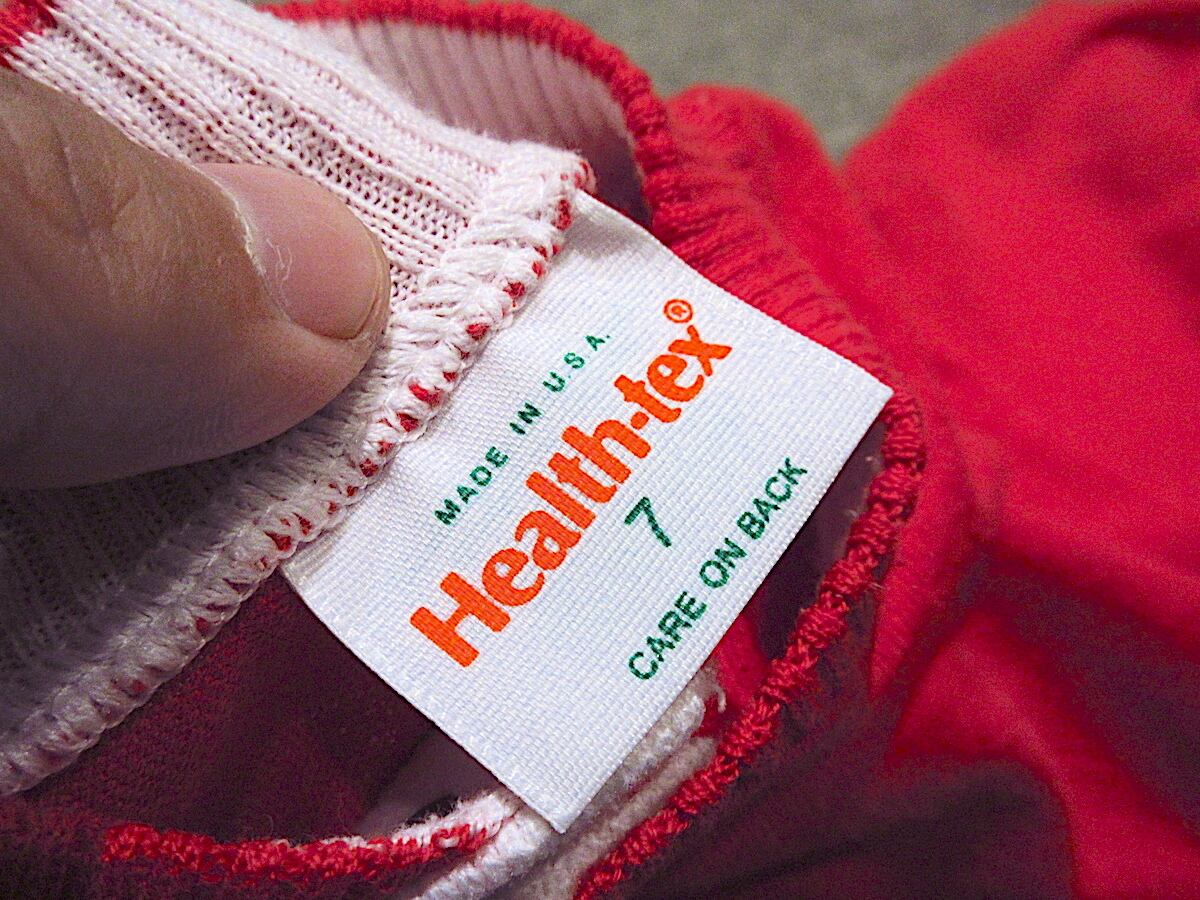 MADE IN U.S.A.
Health-tex®
7
CARE ON BACK